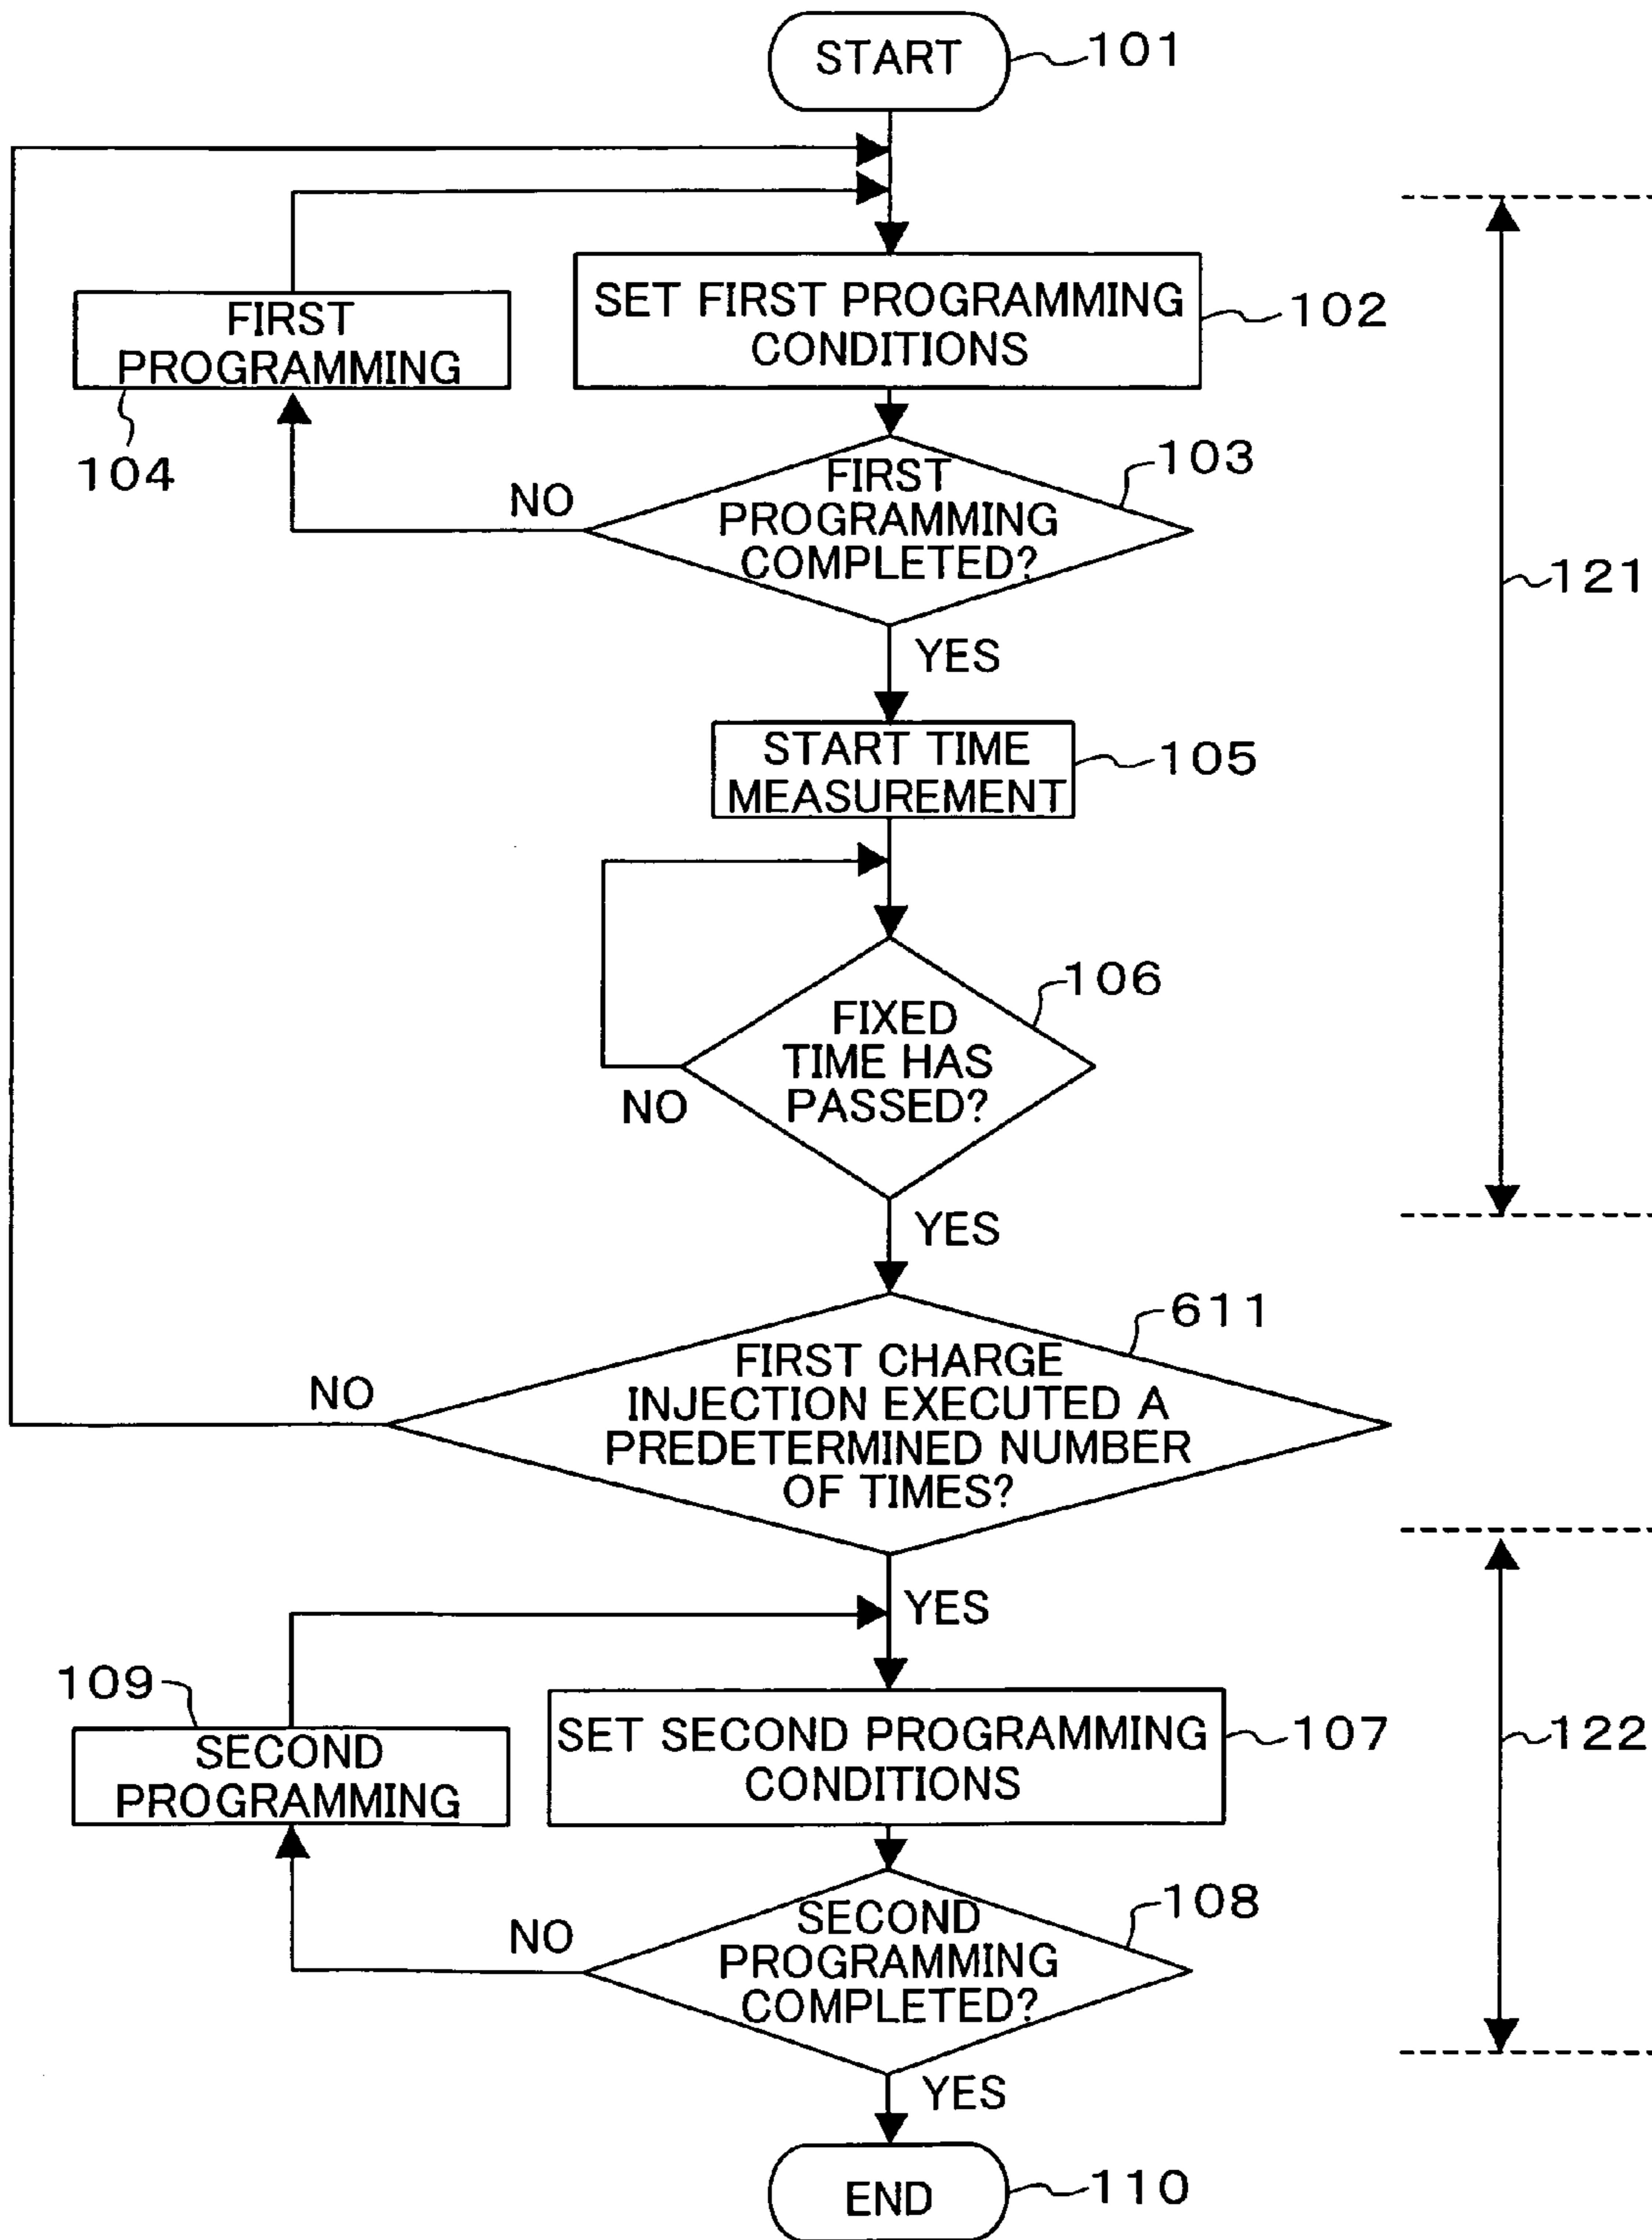 START
101
SET FIRST PROGRAMMING
CONDITIONS
102
FIRST
PROGRAMMING
104
FIRST
PROGRAMMING
COMPLETED?
103
NO
YES
121
START TIME
MEASUREMENT
105
FIXED
TIME HAS
PASSED?
106
NO
YES
FIRST CHARGE
INJECTION EXECUTED A
PREDETERMINED NUMBER
OF TIMES?
611
NO
YES
109
SECOND
PROGRAMMING
SET SECOND PROGRAMMING
CONDITIONS
107
122
SECOND
PROGRAMMING
COMPLETED?
108
NO
YES
END
110